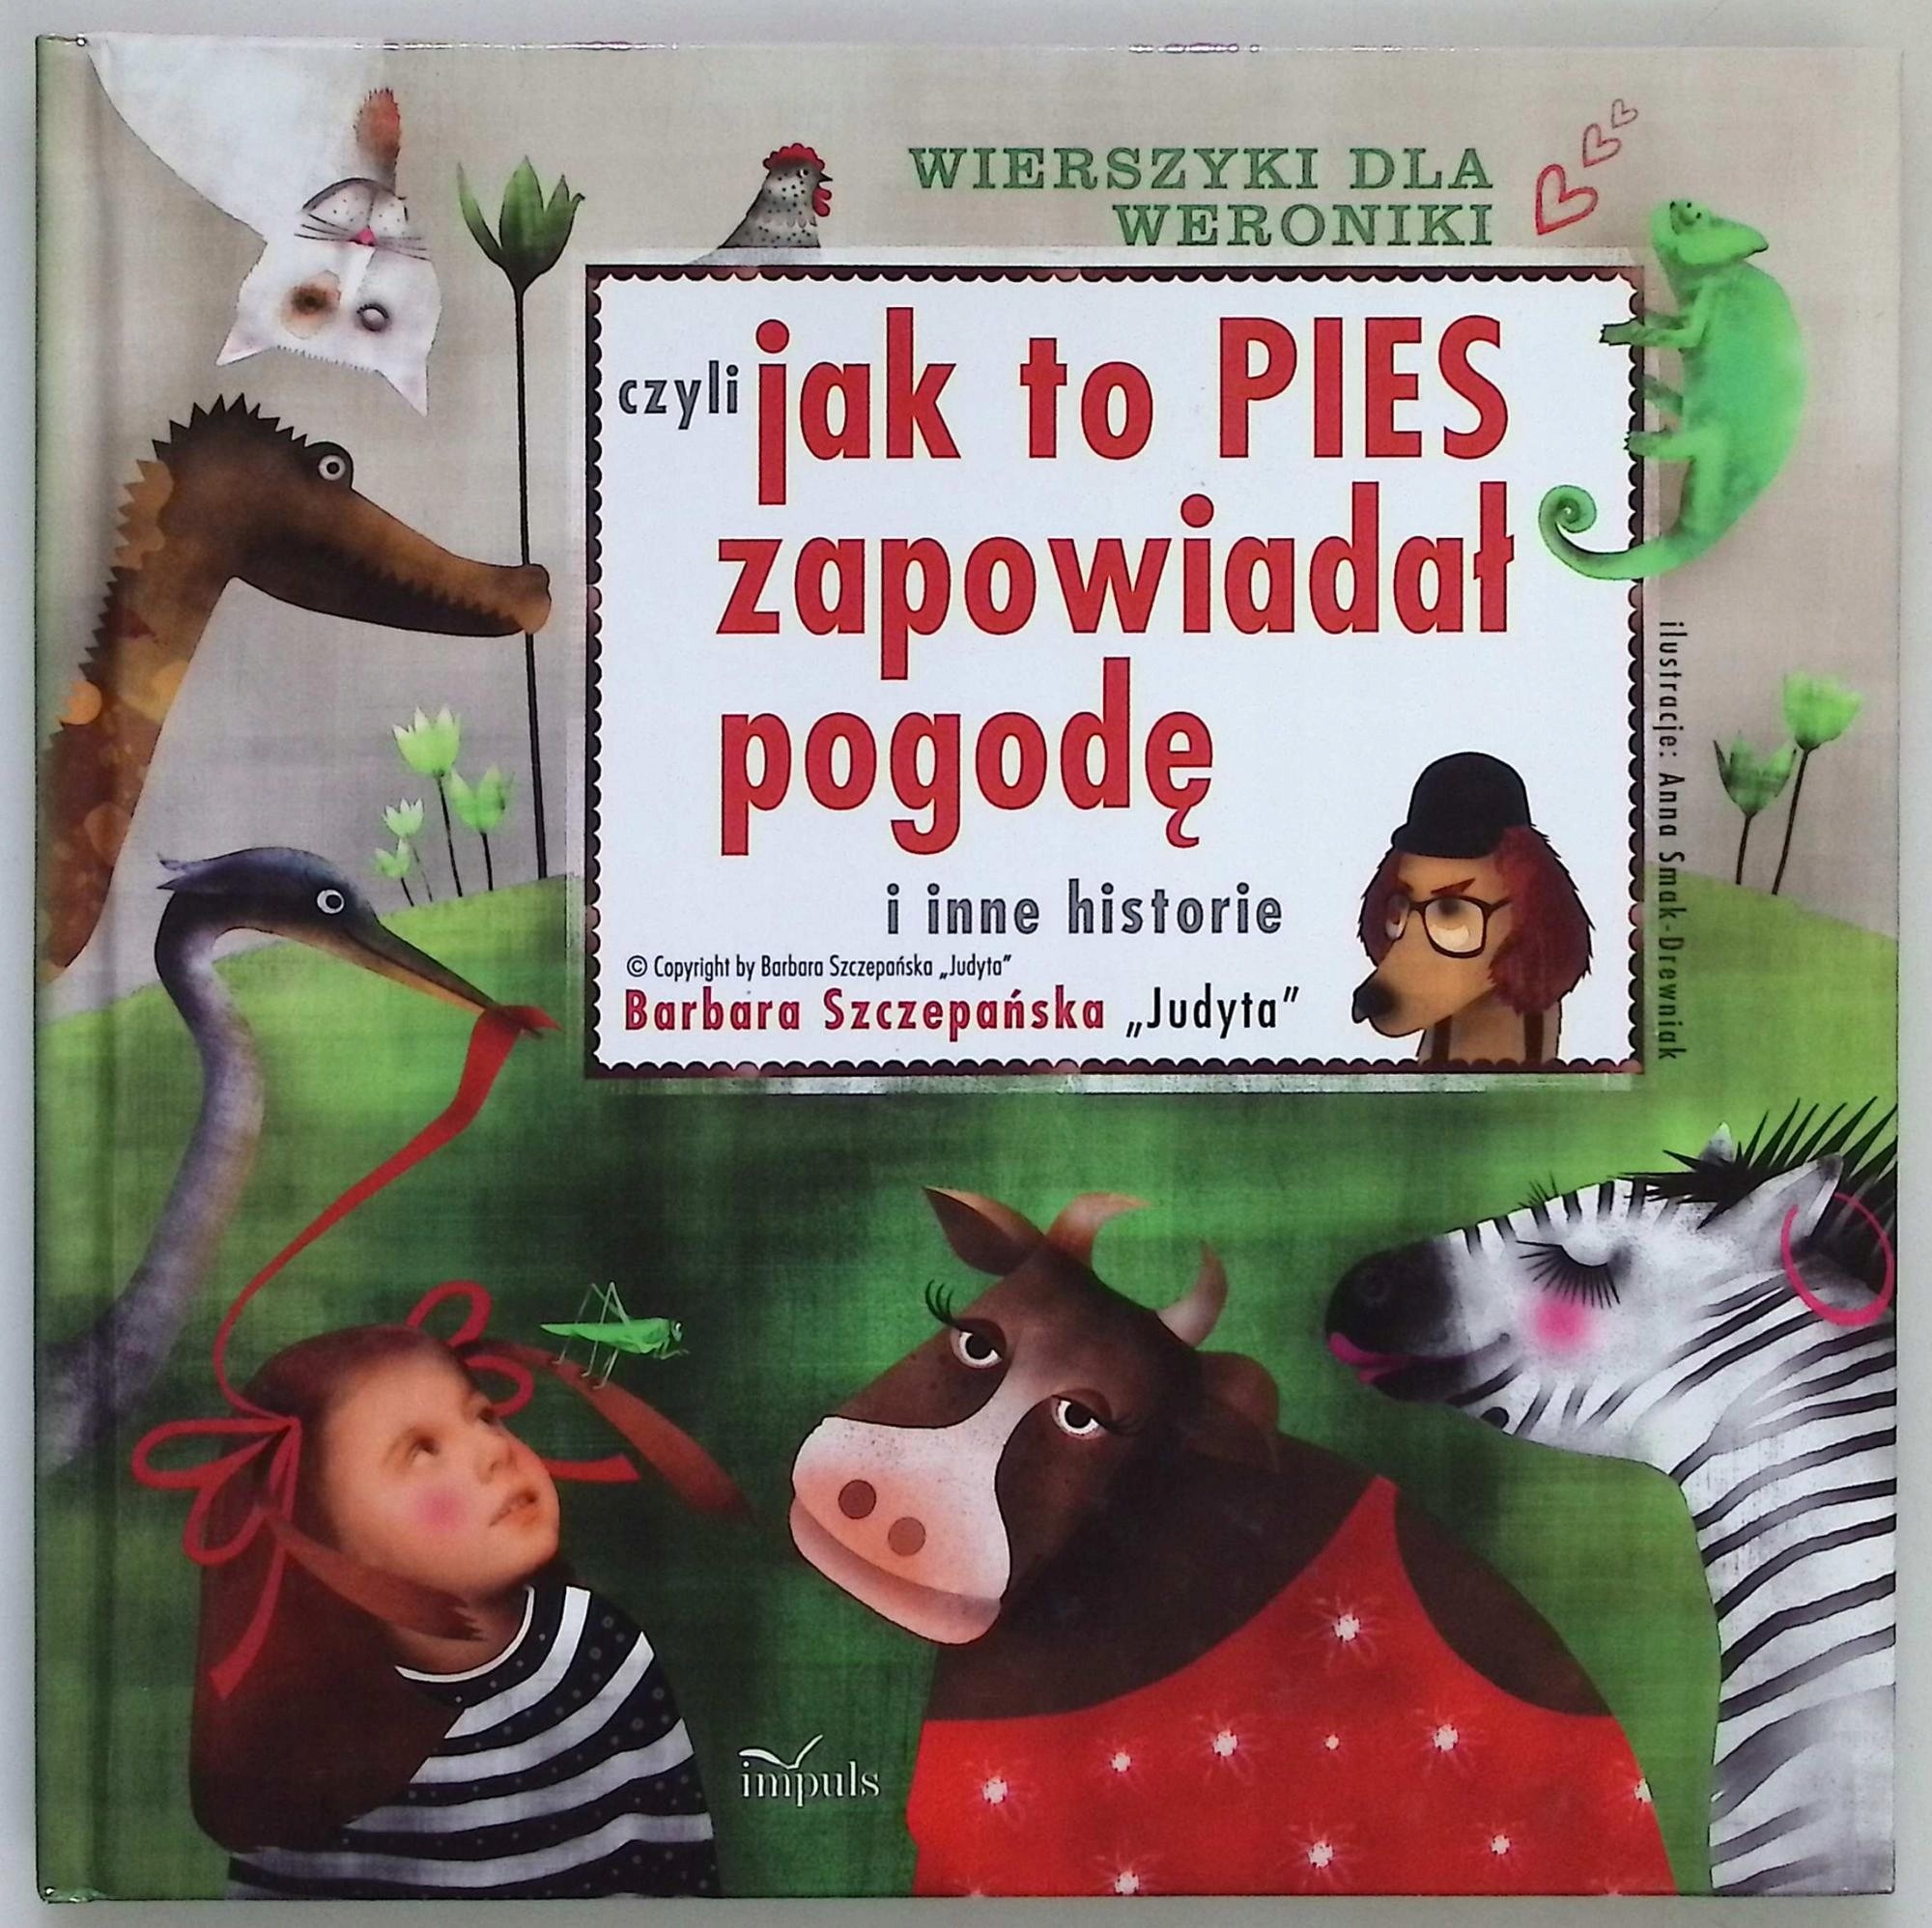 WIERSZYKI DLA
WERONIKI
czyli jak to PIES
zapowiadał
pogodę
i inne historie
© Copyright by Barbara Szczepańska „Judyta”
Barbara Szczepańska „Judyta”
ilustracje: Anna Smak-Drewniak
impuls